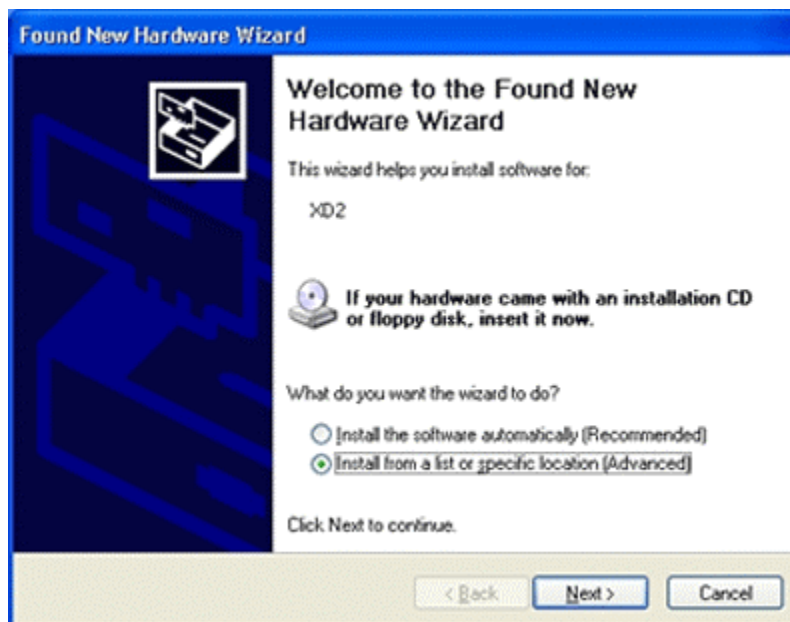 Found New Hardware Wizard
Welcome to the Found New
Hardware Wizard
This wizard helps you install software for:
XD2
If your hardware came with an installation CD
or floppy disk, insert it now.
What do you want the wizard to do?
Install the software automatically (Recommended)
Install from a list or specific location (Advanced)
Click Next to continue.
< Back Next > Cancel